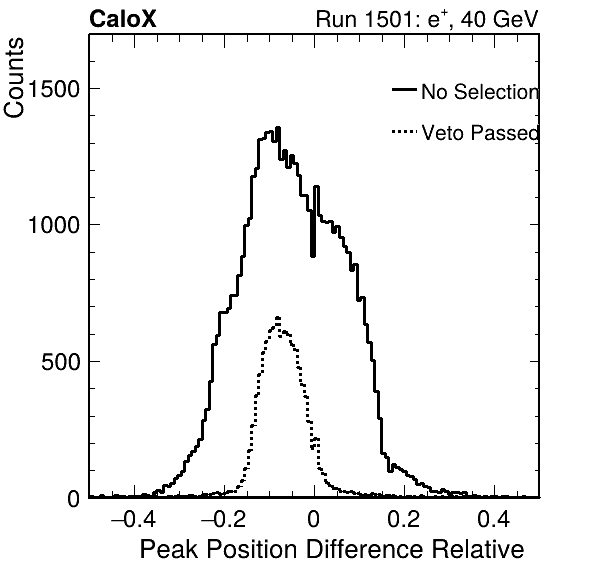 CaloX Run 1501: e⁺, 40 GeV
Counts
No Selection
Veto Passed
1500
1000
500
0
−0.4 −0.2 0 0.2 0.4
Peak Position Difference Relative